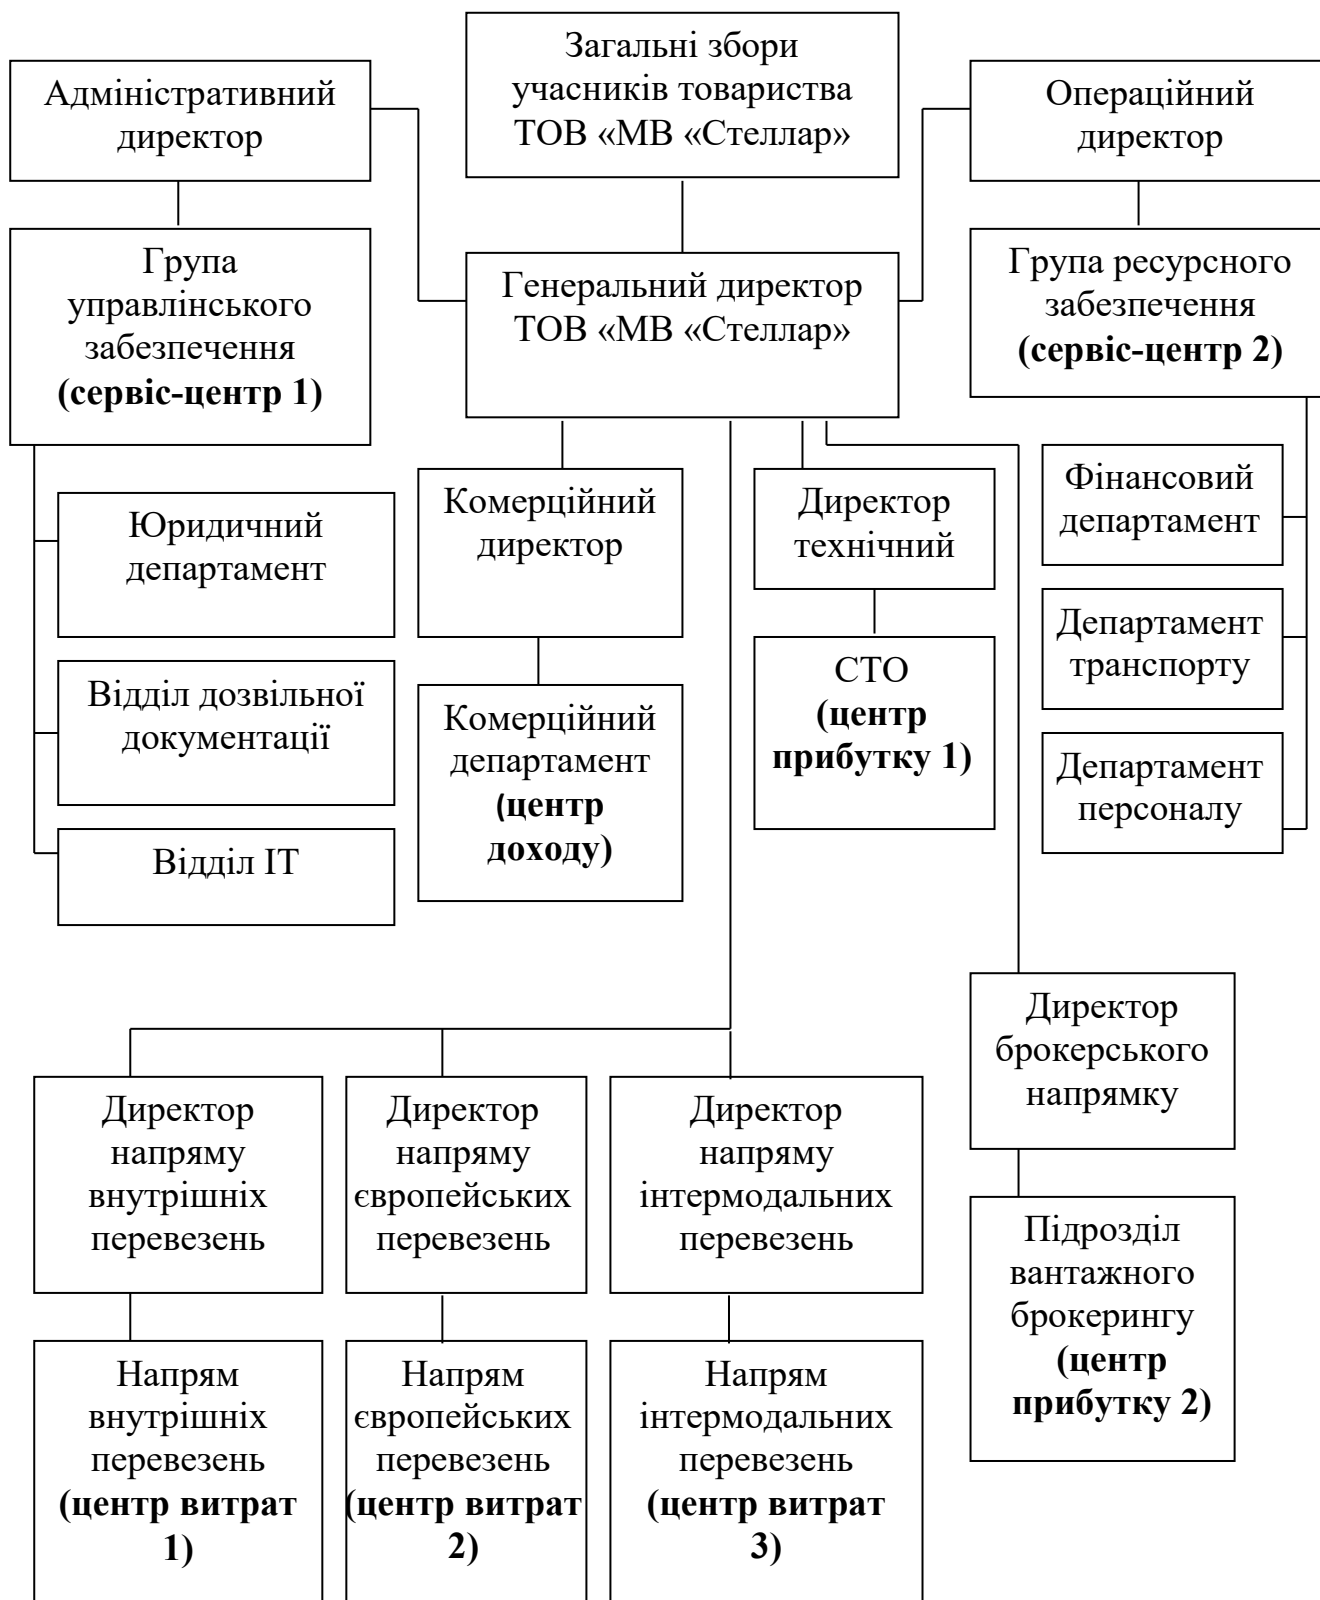 Загальні збори
учасників товариства
ТОВ «МВ «Стеллар»
Адміністративний
директор
Операційний
директор
Група
управлінського
забезпечення
(сервіс-центр 1)
Генеральний директор
ТОВ «МВ «Стеллар»
Група ресурсного
забезпечення
(сервіс-центр 2)
Юридичний
департамент
Відділ дозвільної
документації
Відділ ІТ
Комерційний
директор
Комерційний
департамент
(центр
доходу)
Директор
технічний
СТО
(центр
прибутку 1)
Фінансовий
департамент
Департамент
транспорту
Департамент
персоналу
Директор
брокерського
напрямку
Підрозділ
вантажного
брокерингу
(центр
прибутку 2)
Директор
напряму
внутрішніх
перевезень
Директор
напряму
європейських
перевезень
Директор
напряму
інтермодальних
перевезень
Напрям
внутрішніх
перевезень
(центр витрат
1)
Напрям
європейських
перевезень
(центр витрат
2)
Напрям
інтермодальних
перевезень
(центр витрат
3)